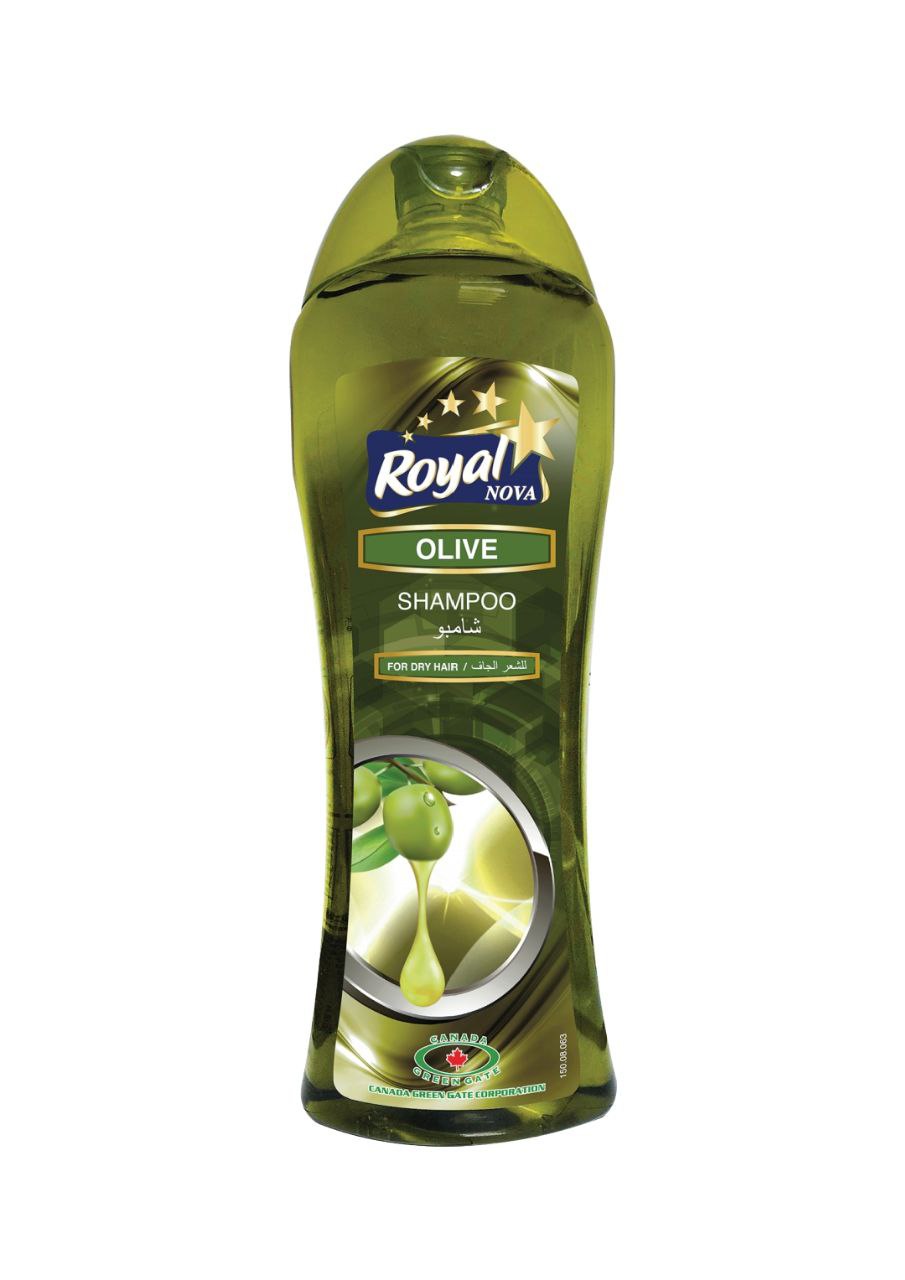 Royal
NOVA
OLIVE
SHAMPOO
شامبو
FOR DRY HAIR / للشعر الجاف
CANADA
GREEN GATE
CANADA GREEN GATE CORPORATION
150.08.063